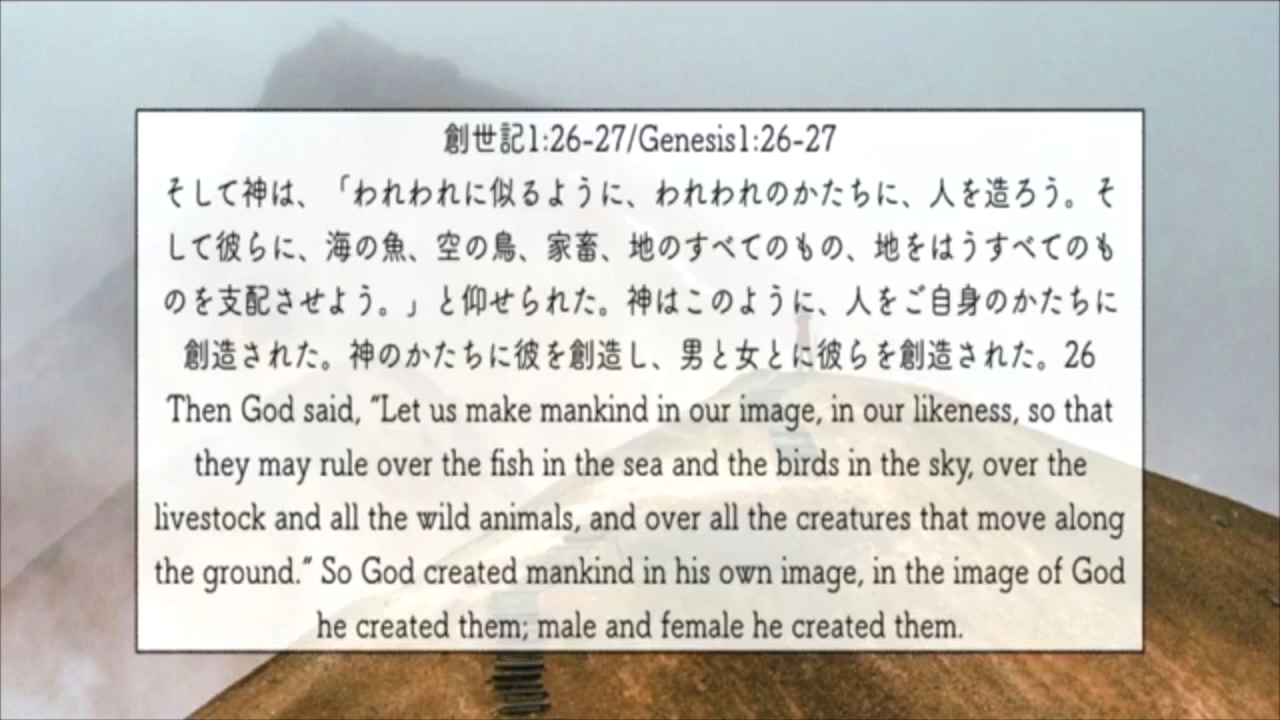 創世記1:26-27/Genesis1:26-27
そして神は、「われわれに似るように、われわれのかたちに、人を造ろう。そ
して彼らに、海の魚、空の鳥、家畜、地のすべてのもの、地をはうすべてのも
のを支配させよう。」と仰せられた。神はこのように、人をご自身のかたちに
創造された。神のかたちに彼を創造し、男と女とに彼らを創造された。26
Then God said, “Let us make mankind in our image, in our likeness, so that
they may rule over the fish in the sea and the birds in the sky, over the
livestock and all the wild animals, and over all the creatures that move along
the ground.” So God created mankind in his own image, in the image of God
he created them; male and female he created them.